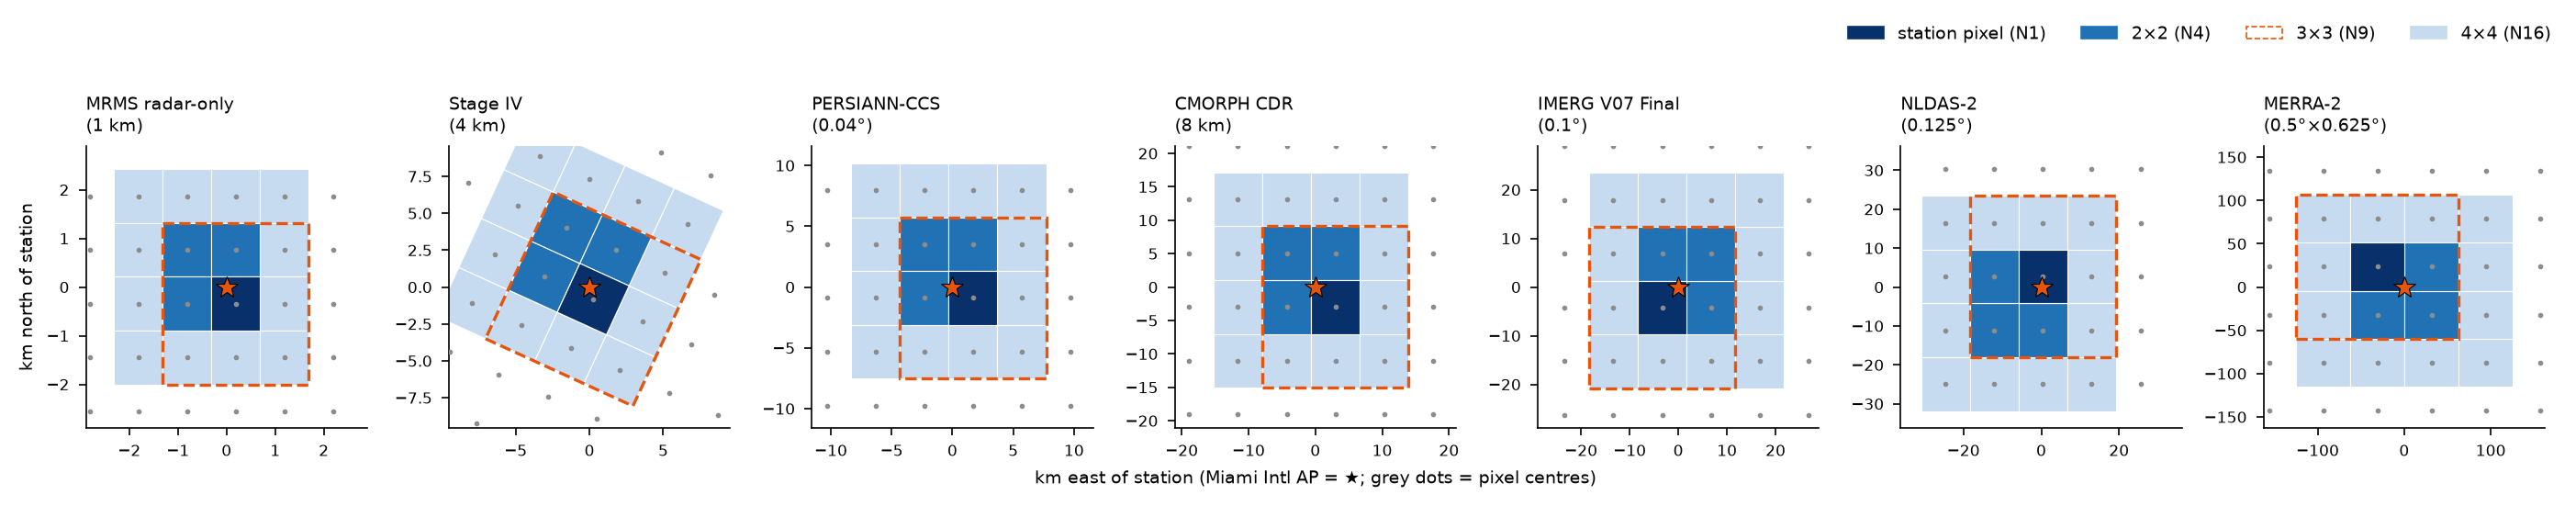 station pixel (N1)
2×2 (N4)
3×3 (N9)
4×4 (N16)
MRMS radar-only
(1 km)
Stage IV
(4 km)
PERSIANN-CCS
(0.04°)
CMORPH CDR
(8 km)
IMERG V07 Final
(0.1°)
NLDAS-2
(0.125°)
MERRA-2
(0.5°×0.625°)
km north of station
2
1
0
−1
−2
−2 −1 0 1 2
7.5
5.0
2.5
0.0
−2.5
−5.0
−7.5
−5 0 5
10
5
0
−5
−10
−10 −5 0 5 10
20
15
10
5
0
−5
−10
−15
−20
−20 −10 0 10 20
20
10
0
−10
−20
−20 −10 0 10 20
30
20
10
0
−10
−20
−30
−20 0 20
150
100
50
0
−50
−100
−150
−100 0 100
km east of station (Miami Intl AP = ★; grey dots = pixel centres)